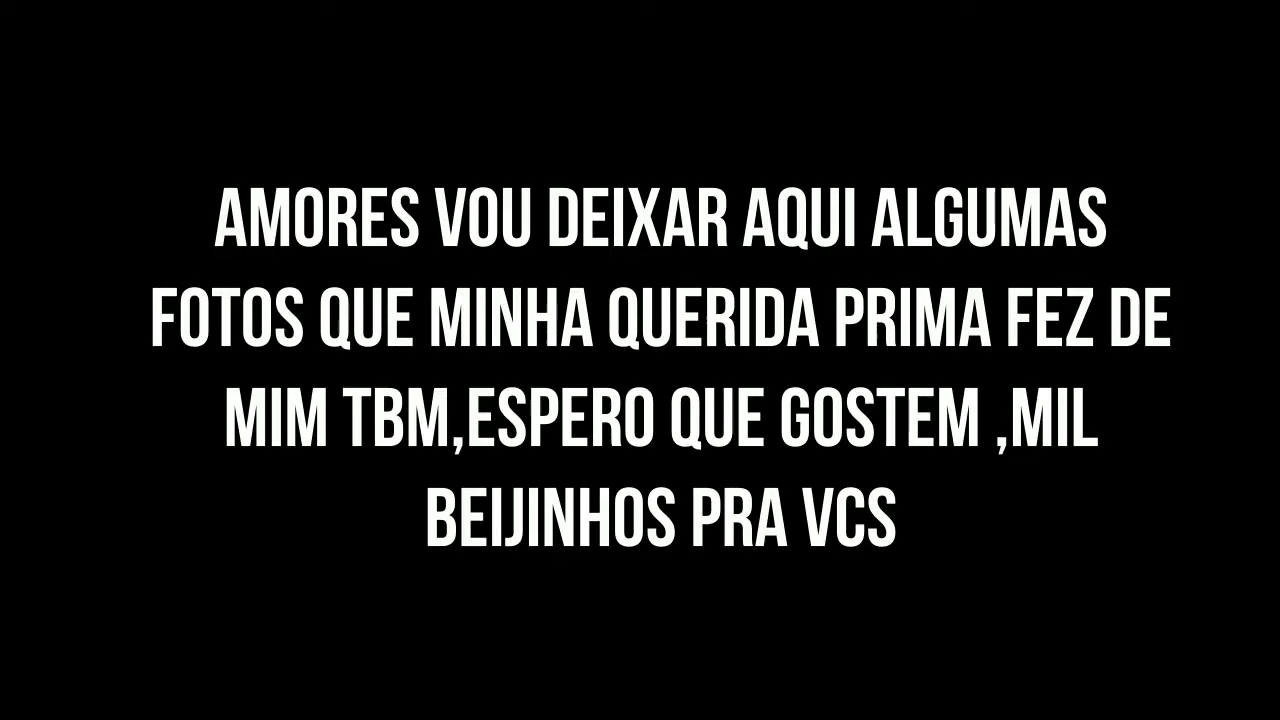 AMORES VOU DEIXAR AQUI ALGUMAS
FOTOS QUE MINHA QUERIDA PRIMA FEZ DE
MIM TBM,ESPERO QUE GOSTEM ,MIL
BEIJINHOS PRA VCS